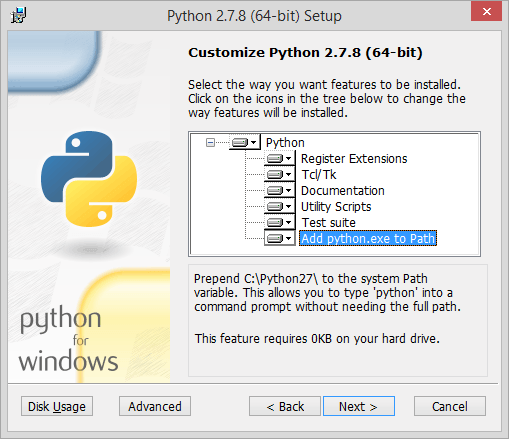 Python 2.7.8 (64-bit) Setup
Customize Python 2.7.8 (64-bit)
Select the way you want features to be installed.
Click on the icons in the tree below to change the
way features will be installed.
Python
Register Extensions
Tcl/Tk
Documentation
Utility Scripts
Test suite
Add python.exe to Path
Prepend C:\Python27\ to the system Path
variable. This allows you to type 'python' into a
command prompt without needing the full path.
This feature requires 0KB on your hard drive.
python
for
windows
Disk Usage
Advanced
< Back
Next >
Cancel